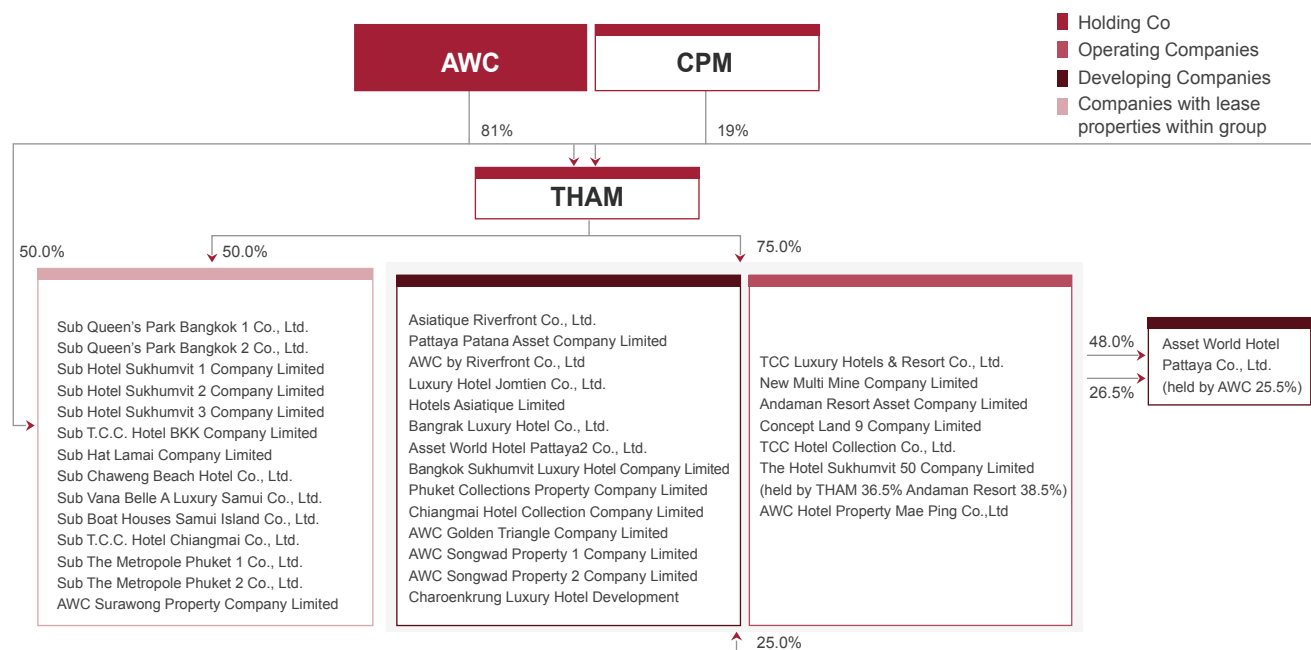 AWC
CPM
Holding Co
Operating Companies
Developing Companies
Companies with lease
properties within group
81%
19%
THAM
50.0%
50.0%
75.0%
Sub Queen's Park Bangkok 1 Co., Ltd.
Sub Queen's Park Bangkok 2 Co., Ltd.
Sub Hotel Sukhumvit 1 Company Limited
Sub Hotel Sukhumvit 2 Company Limited
Sub Hotel Sukhumvit 3 Company Limited
Sub T.C.C. Hotel BKK Company Limited
Sub Hat Lamai Company Limited
Sub Chaweng Beach Hotel Co., Ltd.
Sub Vana Belle A Luxury Samui Co., Ltd.
Sub Boat Houses Samui Island Co., Ltd.
Sub T.C.C. Hotel Chiangmai Co., Ltd.
Sub The Metropole Phuket 1 Co., Ltd.
Sub The Metropole Phuket 2 Co., Ltd.
AWC Surawong Property Company Limited
Asiatique Riverfront Co., Ltd.
Pattaya Patana Asset Company Limited
AWC by Riverfront Co., Ltd
Luxury Hotel Jomtien Co., Ltd.
Hotels Asiatique Limited
Bangrak Luxury Hotel Co., Ltd.
Asset World Hotel Pattaya2 Co., Ltd.
Bangkok Sukhumvit Luxury Hotel Company Limited
Phuket Collections Property Company Limited
Chiangmai Hotel Collection Company Limited
AWC Golden Triangle Company Limited
AWC Songwad Property 1 Company Limited
AWC Songwad Property 2 Company Limited
Charoenkrung Luxury Hotel Development
TCC Luxury Hotels & Resort Co., Ltd.
New Multi Mine Company Limited
Andaman Resort Asset Company Limited
Concept Land 9 Company Limited
TCC Hotel Collection Co., Ltd.
The Hotel Sukhumvit 50 Company Limited
(held by THAM 36.5% Andaman Resort 38.5%)
AWC Hotel Property Mae Ping Co.,Ltd
48.0%
26.5%
Asset World Hotel
Pattaya Co., Ltd.
(held by AWC 25.5%)
25.0%